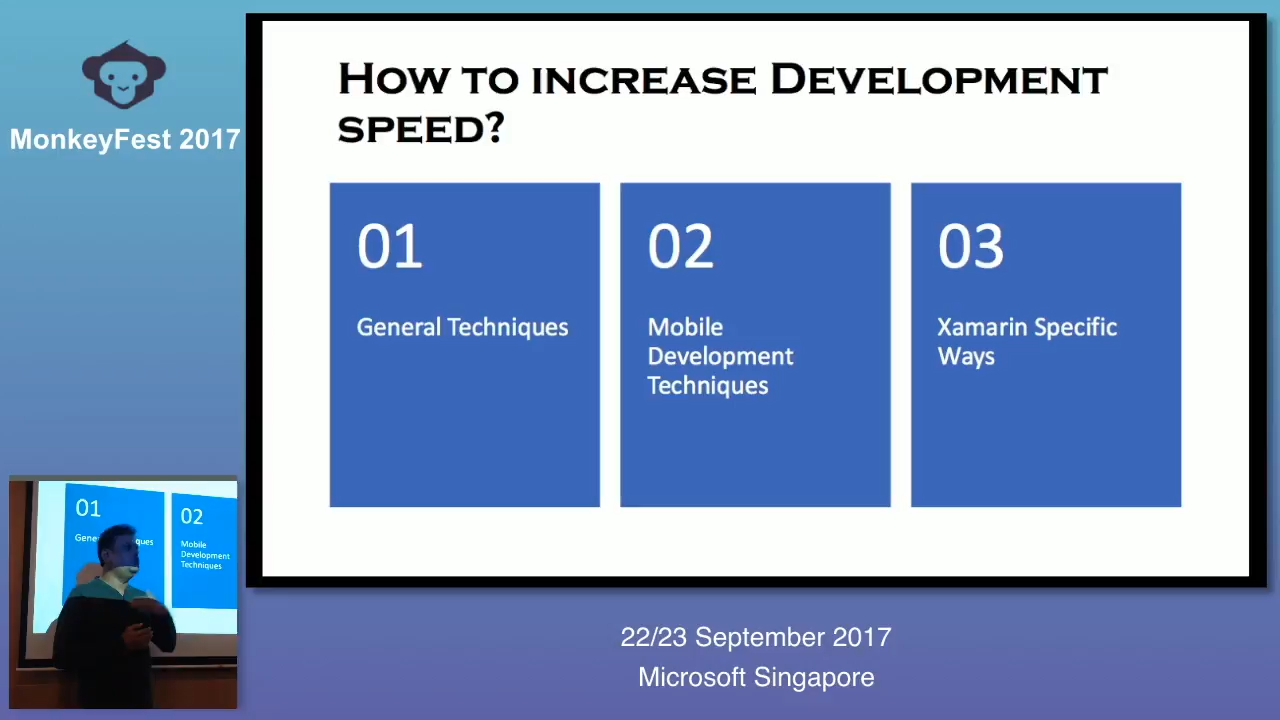 MonkeyFest 2017
How to increase Development
speed?
01
General Techniques
02
Mobile
Development
Techniques
03
Xamarin Specific
Ways
01
02
Mobile
Development
Techniques
22/23 September 2017
Microsoft Singapore